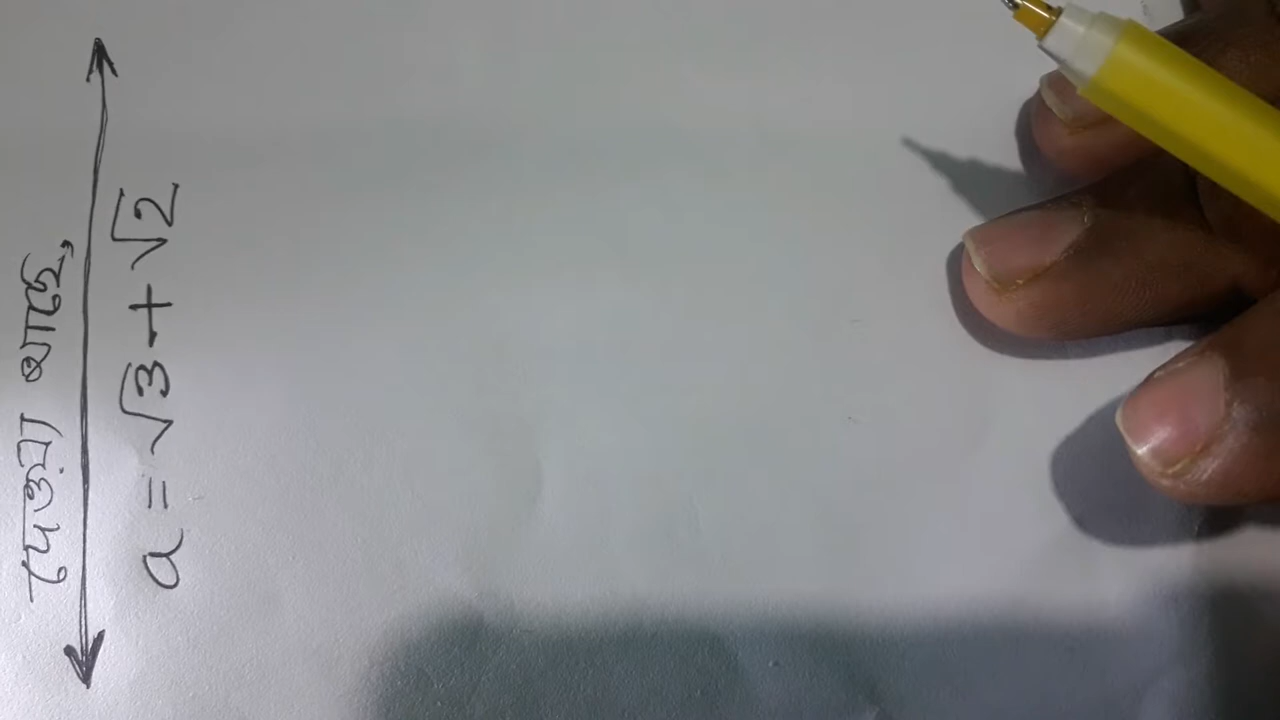 দেওয়া আছে,
a = √3 + √2